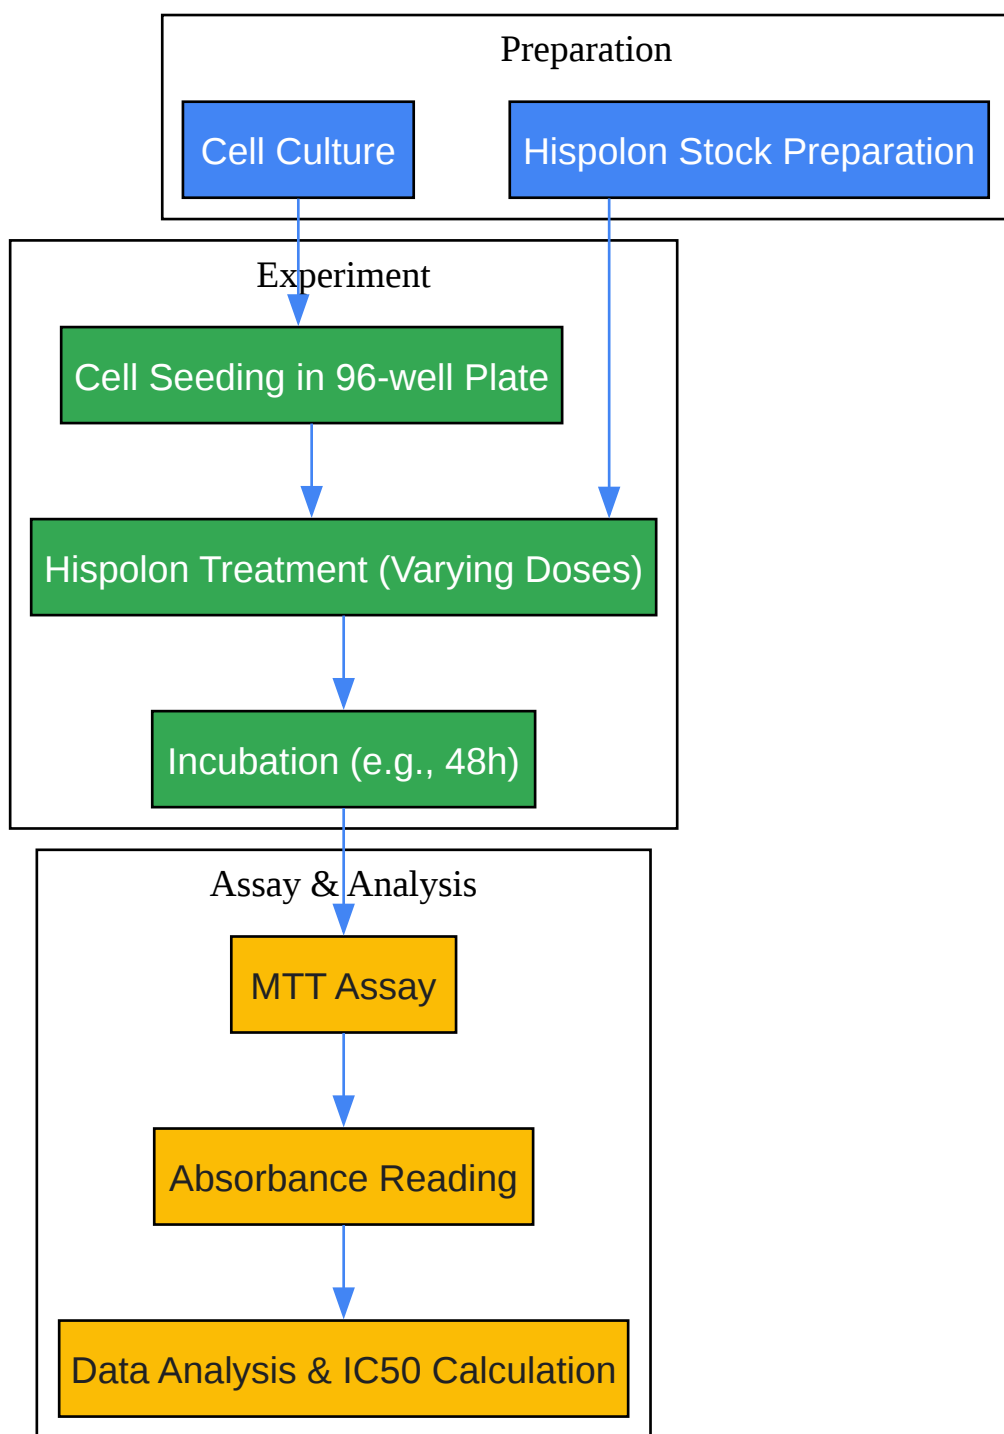 Preparation
Cell Culture
Hispolon Stock Preparation
Experiment
Cell Seeding in 96-well Plate
Hispolon Treatment (Varying Doses)
Incubation (e.g., 48h)
Assay & Analysis
MTT Assay
Absorbance Reading
Data Analysis & IC50 Calculation